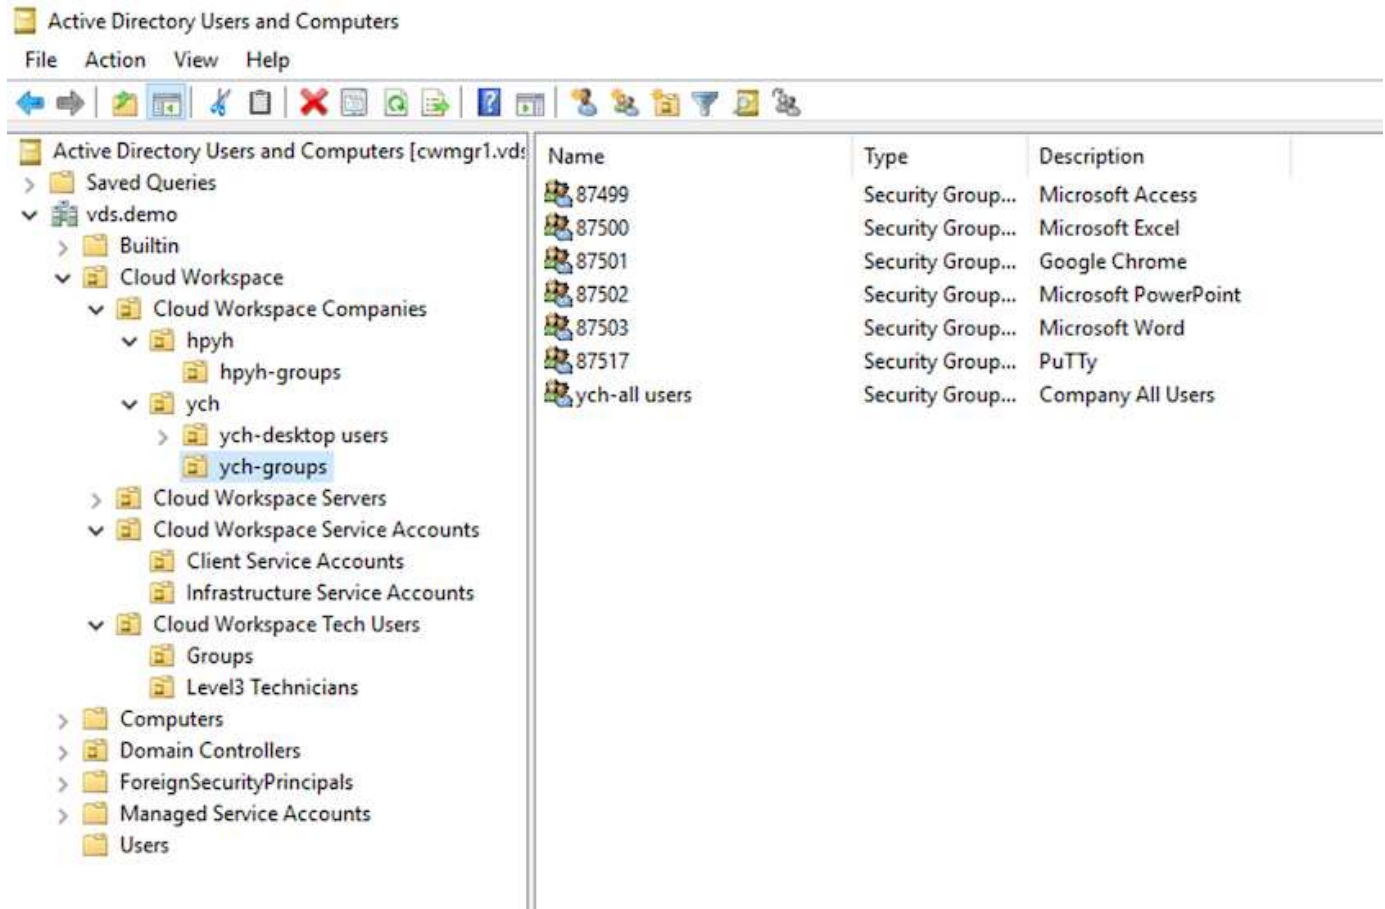 Active Directory Users and Computers
File Action View Help
Active Directory Users and Computers [cwmgr1.vds
Saved Queries
vds.demo
Builtin
Cloud Workspace
Cloud Workspace Companies
hpyh
hpyh-groups
ych
ych-desktop users
ych-groups
Cloud Workspace Servers
Cloud Workspace Service Accounts
Client Service Accounts
Infrastructure Service Accounts
Cloud Workspace Tech Users
Groups
Level3 Technicians
Computers
Domain Controllers
ForeignSecurityPrincipals
Managed Service Accounts
Users
Name Type Description
87499 Security Group... Microsoft Access
87500 Security Group... Microsoft Excel
87501 Security Group... Google Chrome
87502 Security Group... Microsoft PowerPoint
87503 Security Group... Microsoft Word
87517 Security Group... PuTTy
ych-all users Security Group... Company All Users